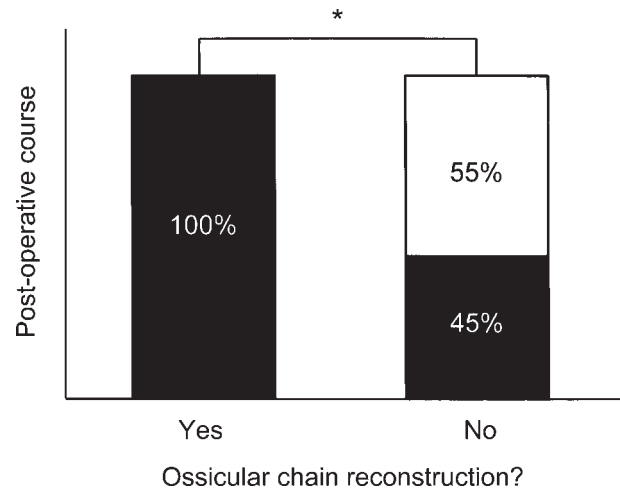 *
Post-operative course
100%
55%
45%
Yes
No
Ossicular chain reconstruction?